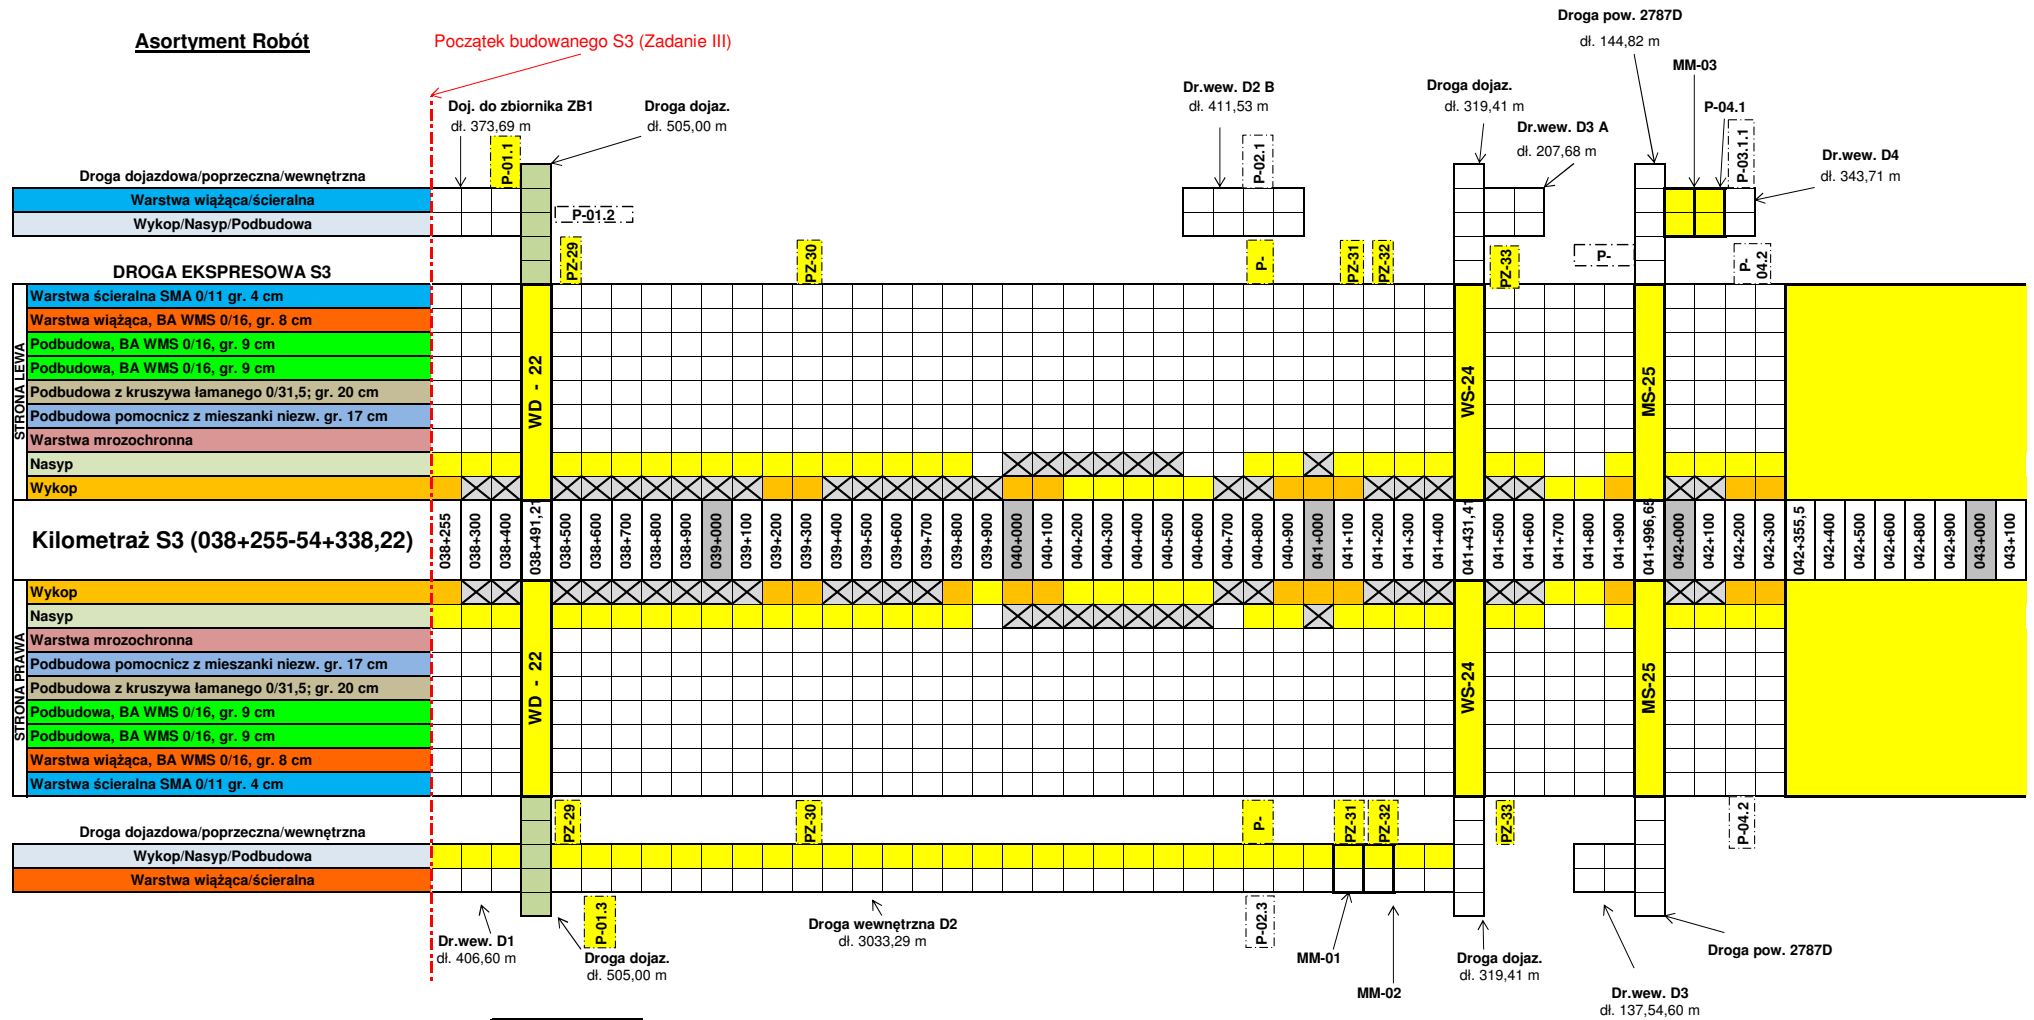 Asortyment Robót
Początek budowanego S3 (Zadanie III)
Droga pow. 2787D
dł. 144,82 m
MM-03
Doj. do zbiornika ZB1
dł. 373,69 m
Droga dojaz.
dł. 505,00 m
Dr.wew. D2 B
dł. 411,53 m
Droga dojaz.
dł. 319,41 m
Dr.wew. D3 A
dł. 207,68 m
P-04.1
Dr.wew. D4
dł. 343,71 m
P-01.1
P-02.1
P-03.1.1
Droga dojazdowa/poprzeczna/wewnętrzna
Warstwa wiążąca/ścieralna
Wykop/Nasyp/Podbudowa
P-01.2
PZ-29
PZ-30
P-
PZ-31
PZ-32
PZ-33
P-
P-
04.2
DROGA EKSPRESOWA S3
STRONA LEWA
Warstwa ścieralna SMA 0/11 gr. 4 cm
Warstwa wiążąca, BA WMS 0/16, gr. 8 cm
Podbudowa, BA WMS 0/16, gr. 9 cm
Podbudowa, BA WMS 0/16, gr. 9 cm
Podbudowa z kruszywa łamanego 0/31,5; gr. 20 cm
Podbudowa pomocnicz z mieszanki niezw. gr. 17 cm
Warstwa mrozochronna
Nasyp
Wykop
WD - 22
WS-24
MS-25
Kilometraż S3 (038+255-54+338,22)
038+255
038+300
038+400
038+491,21
038+500
038+600
038+700
038+800
038+900
039+000
039+100
039+200
039+300
039+400
039+500
039+600
039+700
039+800
039+900
040+000
040+100
040+200
040+300
040+400
040+500
040+600
040+700
040+800
040+900
041+000
041+100
041+200
041+300
041+400
041+431,41
041+500
041+600
041+700
041+800
041+900
041+996,65
042+000
042+100
042+200
042+300
042+355,5
042+400
042+500
042+600
042+800
042+900
043+000
043+100
STRONA PRAWA
Wykop
Nasyp
Warstwa mrozochronna
Podbudowa pomocnicz z mieszanki niezw. gr. 17 cm
Podbudowa z kruszywa łamanego 0/31,5; gr. 20 cm
Podbudowa, BA WMS 0/16, gr. 9 cm
Podbudowa, BA WMS 0/16, gr. 9 cm
Warstwa wiążąca, BA WMS 0/16, gr. 8 cm
Warstwa ścieralna SMA 0/11 gr. 4 cm
WD - 22
WS-24
MS-25
PZ-29
PZ-30
P-
PZ-31
PZ-32
PZ-33
P-04.2
Droga dojazdowa/poprzeczna/wewnętrzna
Wykop/Nasyp/Podbudowa
Warstwa wiążąca/ścieralna
P-01.3
P-02.3
Dr.wew. D1
dł. 406,60 m
Droga dojaz.
dł. 505,00 m
Droga wewnętrzna D2
dł. 3033,29 m
MM-01
MM-02
Droga dojaz.
dł. 319,41 m
Droga pow. 2787D
Dr.wew. D3
dł. 137,54,60 m